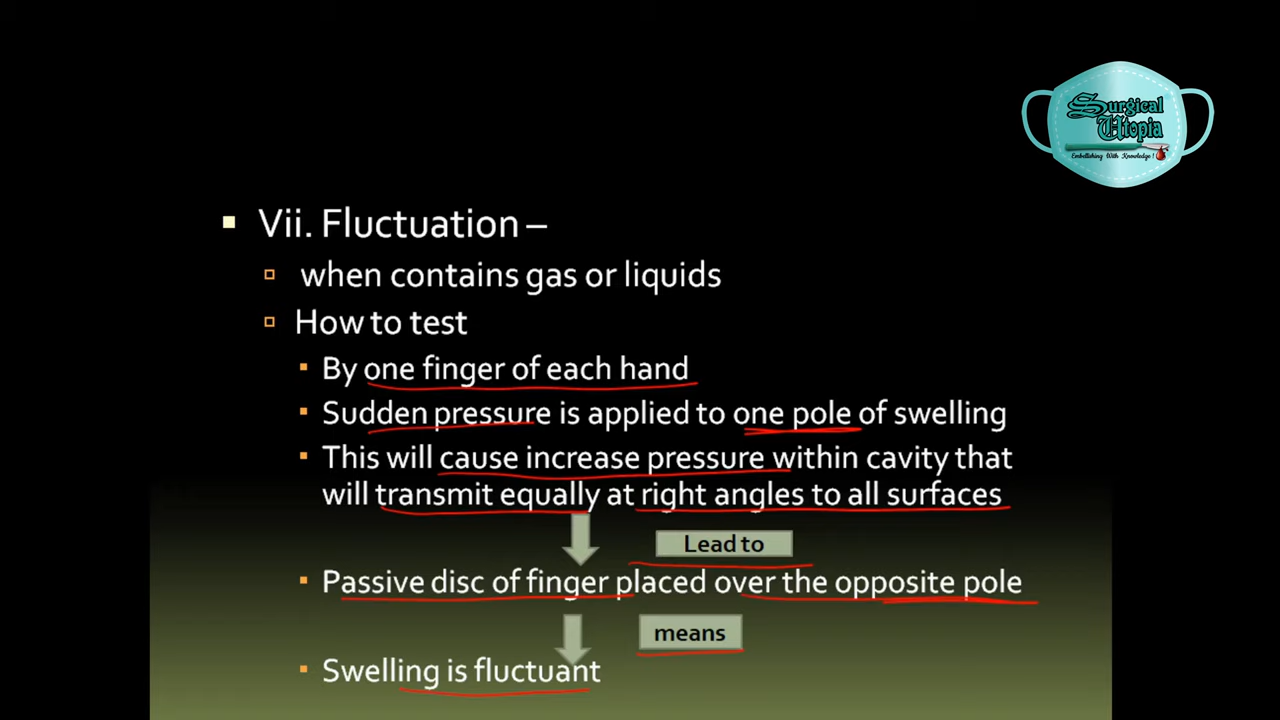 Surgical
Utopia
Embellishing With Knowledge !
Vii. Fluctuation –
when contains gas or liquids
How to test
By one finger of each hand
Sudden pressure is applied to one pole of swelling
This will cause increase pressure within cavity that
will transmit equally at right angles to all surfaces
Lead to
Passive disc of finger placed over the opposite pole
means
Swelling is fluctuant